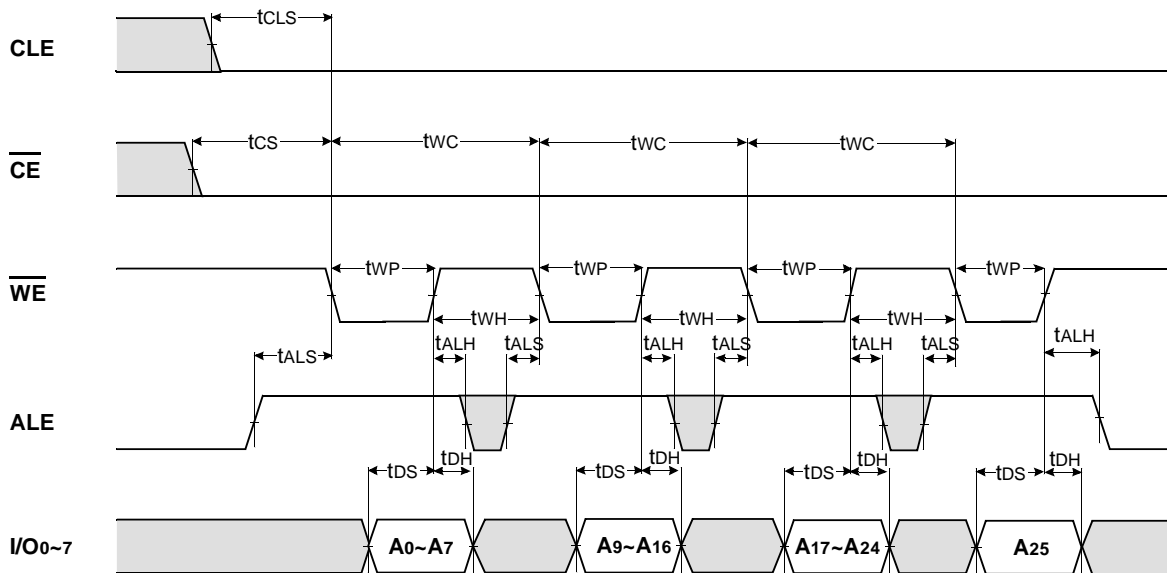 CLE
tCLS
CE
tCS tWC tWC tWC
WE
tWP tWP tWP tWP
tWH tWH tWH
tALS tALH tALS tALH tALS tALH tALS tALH
ALE
tDS tDH tDS tDH tDS tDH tDS tDH
I/O0~7 A0~A7 A9~A16 A17~A24 A25